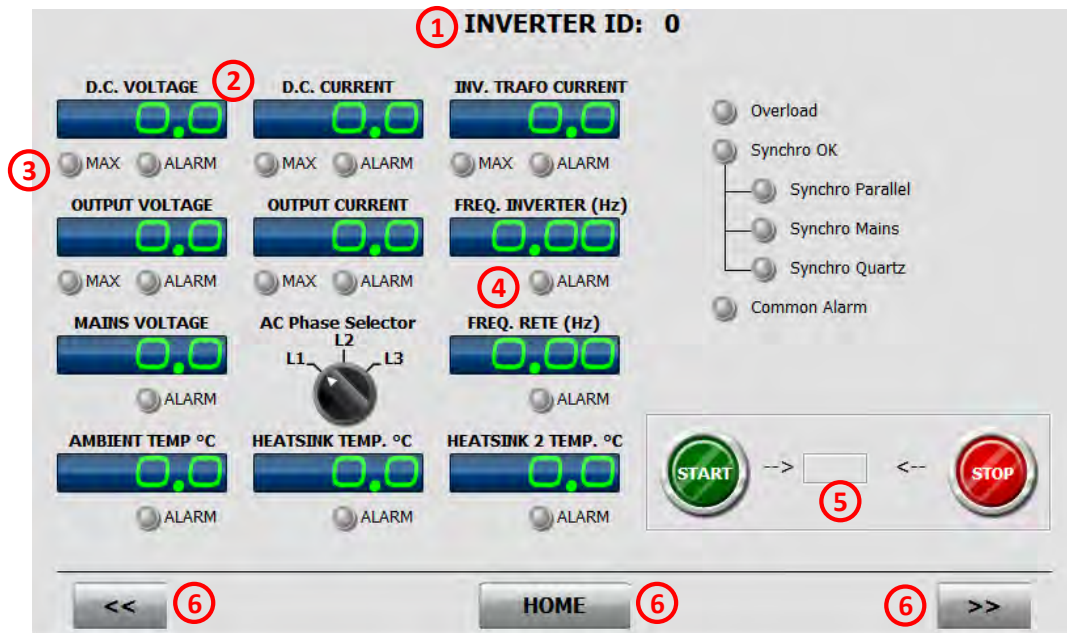 1 INVERTER ID: 0
D.C. VOLTAGE 2 D.C. CURRENT INV. TRAFO CURRENT
0.0 0.0 0.0
3 MAX ALARM MAX ALARM MAX ALARM
OUTPUT VOLTAGE OUTPUT CURRENT FREQ. INVERTER (Hz)
0.0 0.0 0.00
MAX ALARM MAX ALARM 4 ALARM
MAINS VOLTAGE AC Phase Selector FREQ. RETE (Hz)
L2
0.0 L1 L3 0.00
ALARM ALARM
AMBIENT TEMP °C HEATSINK TEMP. °C HEATSINK 2 TEMP. °C
0.0 0.0 0.0
ALARM ALARM ALARM
Overload
Synchro OK
Synchro Parallel
Synchro Mains
Synchro Quartz
Common Alarm
START --> <-- STOP
5
<< 6 HOME 6 6 >>